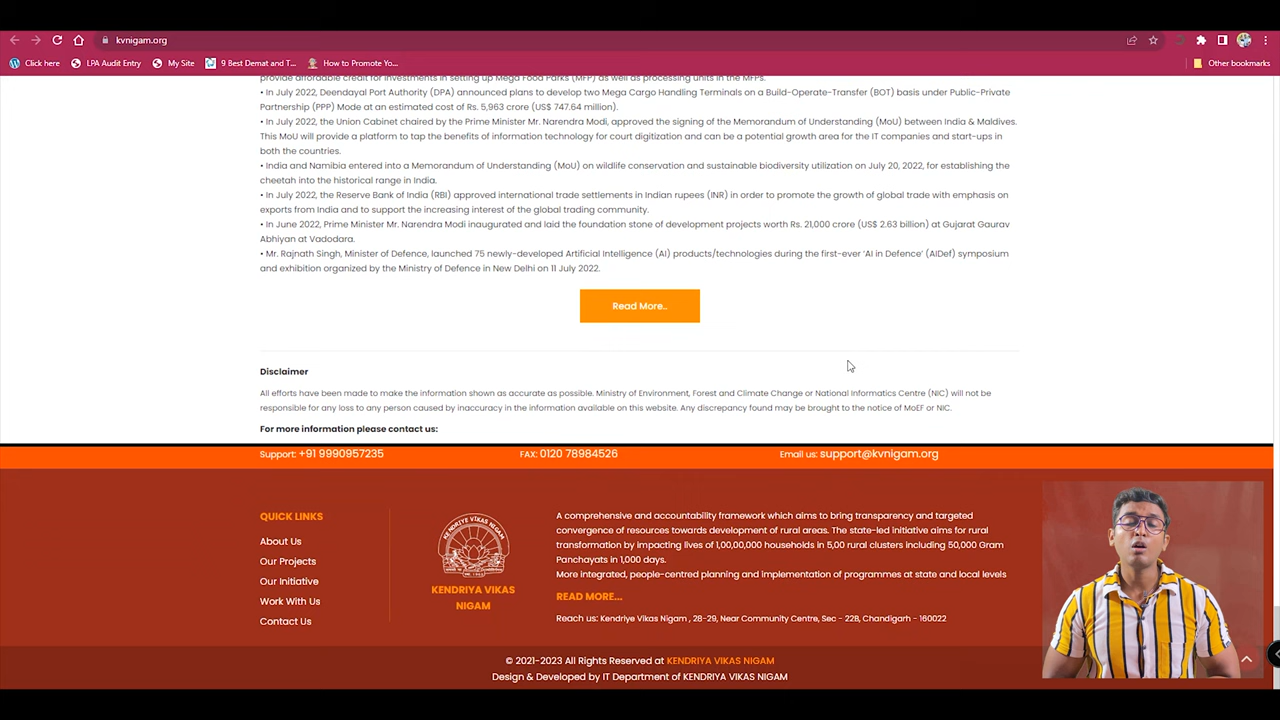 kvnigam.org
Click here
LPA Audit Entry
My Site
9 Best Demat and T...
How to Promote Yo...
Other bookmarks
provide affordable credit for investments in setting up Mega Food Parks (MFP) as well as processing units in the MFPs.
• In July 2022, Deendayal Port Authority (DPA) announced plans to develop two Mega Cargo Handling Terminals on a Build-Operate-Transfer (BOT) basis under Public-Private
Partnership (PPP) Mode at an estimated cost of Rs. 5,963 crore (US$ 747.64 million).
• In July 2022, the Union Cabinet chaired by the Prime Minister Mr. Narendra Modi, approved the signing of the Memorandum of Understanding (MoU) between India & Maldives.
This MoU will provide a platform to tap the benefits of information technology for court digitization and can be a potential growth area for the IT companies and start-ups in
both the countries.
• India and Namibia entered into a Memorandum of Understanding (MoU) on wildlife conservation and sustainable biodiversity utilization on July 20, 2022, for establishing the
cheetah into the historical range in India.
• In July 2022, the Reserve Bank of India (RBI) approved international trade settlements in Indian rupees (INR) in order to promote the growth of global trade with emphasis on
exports from India and to support the increasing interest of the global trading community.
• In June 2022, Prime Minister Mr. Narendra Modi inaugurated and laid the foundation stone of development projects worth Rs. 21,000 crore (US$ 2.63 billion) at Gujarat Gaurav
Abhiyan at Vadodara.
• Mr. Rajnath Singh, Minister of Defence, launched 75 newly-developed Artificial Intelligence (AI) products/technologies during the first-ever ‘AI in Defence’ (AIDef) symposium
and exhibition organized by the Ministry of Defence in New Delhi on 11 July 2022.
Read More..
Disclaimer
All efforts have been made to make the information shown as accurate as possible. Ministry of Environment, Forest and Climate Change or National Informatics Centre (NIC) will not be
responsible for any loss to any person caused by inaccuracy in the information available on this website. Any discrepancy found may be brought to the notice of MoEF or NIC.
For more information please contact us:
Support: +91 9990957235
FAX: 0120 78984526
Email us: support@kvnigam.org
QUICK LINKS
About Us
Our Projects
Our Initiative
Work With Us
Contact Us
KENDRIYE VIKAS NIGAM
KENDRIYA VIKAS
NIGAM
A comprehensive and accountability framework which aims to bring transparency and targeted
convergence of resources towards development of rural areas. The state-led initiative aims for rural
transformation by impacting lives of 1,00,00,000 households in 5,00 rural clusters including 50,000 Gram
Panchayats in 1,000 days.
More integrated, people-centred planning and implementation of programmes at state and local levels
READ MORE...
Reach us: Kendriye Vikas Nigam , 28-29, Near Community Centre, Sec - 22B, Chandigarh - 160022
© 2021-2023 All Rights Reserved at KENDRIYA VIKAS NIGAM
Design & Developed by IT Department of KENDRIYA VIKAS NIGAM